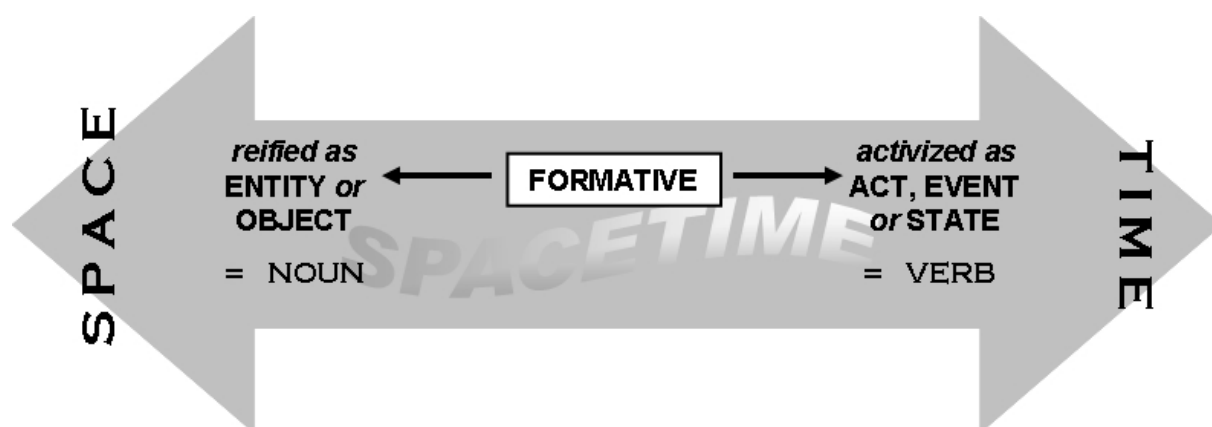 SPACE
reified as
ENTITY or
OBJECT
= NOUN
FORMATIVE
SPACETIME
activized as
ACT, EVENT
or STATE
= VERB
TIME